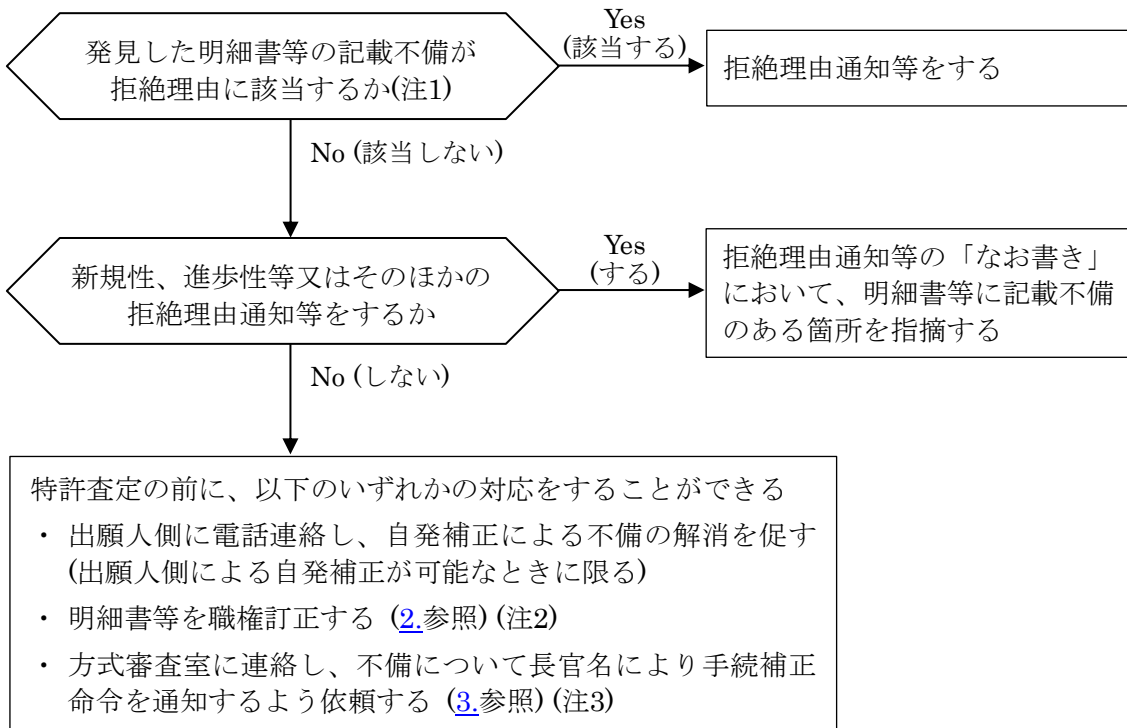 発見した明細書等の記載不備が
拒絶理由に該当するか(注1)
Yes
(該当する)
拒絶理由通知等をする
No (該当しない)
新規性、進歩性等又はそのほかの
拒絶理由通知等をするか
Yes
(する)
拒絶理由通知等の「なお書き」
において、明細書等に記載不備
のある箇所を指摘する
No (しない)
特許査定の前に、以下のいずれかの対応をすることができる
・ 出願人側に電話連絡し、自発補正による不備の解消を促す
(出願人側による自発補正が可能なときに限る)
・ 明細書等を職権訂正する (2.参照) (注2)
・ 方式審査室に連絡し、不備について長官名により手続補正
命令を通知するよう依頼する (3.参照) (注3)